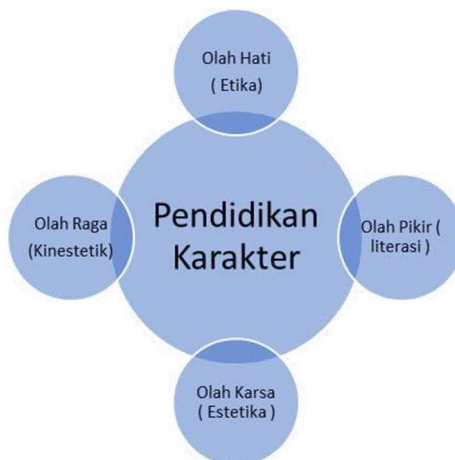 Olah Hati
( Etika)
Olah Raga
(Kinestetik)
Pendidikan
Karakter
Olah Pikir (
literasi )
Olah Karsa
( Estetika )